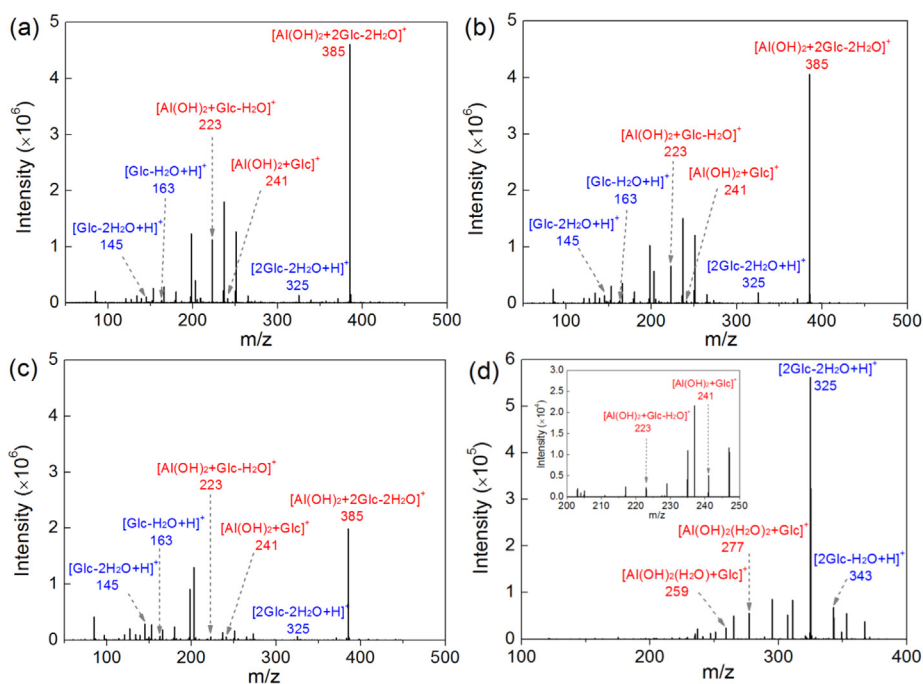 (a)
Intensity (×10⁶)
5
4
3
2
1
0
100
200
300
400
500
m/z
[Al(OH)₂+2Glc-2H₂O]⁺
385
[Al(OH)₂+Glc-H₂O]⁺
223
[Glc-H₂O+H]⁺
163
[Al(OH)₂+Glc]⁺
241
[Glc-2H₂O+H]⁺
145
[2Glc-2H₂O+H]⁺
325
(b)
Intensity (×10⁶)
5
4
3
2
1
0
100
200
300
400
500
m/z
[Al(OH)₂+2Glc-2H₂O]⁺
385
[Al(OH)₂+Glc-H₂O]⁺
223
[Glc-H₂O+H]⁺
163
[Al(OH)₂+Glc]⁺
241
[Glc-2H₂O+H]⁺
145
[2Glc-2H₂O+H]⁺
325
(c)
Intensity (×10⁶)
5
4
3
2
1
0
100
200
300
400
500
m/z
[Al(OH)₂+Glc-H₂O]⁺
223
[Al(OH)₂+2Glc-2H₂O]⁺
385
[Glc-H₂O+H]⁺
163
[Al(OH)₂+Glc]⁺
241
[Glc-2H₂O+H]⁺
145
[2Glc-2H₂O+H]⁺
325
(d)
Intensity (×10⁵)
6
5
4
3
2
1
0
100
200
300
400
m/z
[2Glc-2H₂O+H]⁺
325
Intensity (×10⁴)
3.0
2.5
2.0
1.5
1.0
0.5
0.0
200
210
220
230
240
250
m/z
[Al(OH)₂+Glc]⁺
241
[Al(OH)₂+Glc-H₂O]⁺
223
[Al(OH)₂(H₂O)₂+Glc]⁺
277
[Al(OH)₂(H₂O)+Glc]⁺
259
[2Glc-H₂O+H]⁺
343